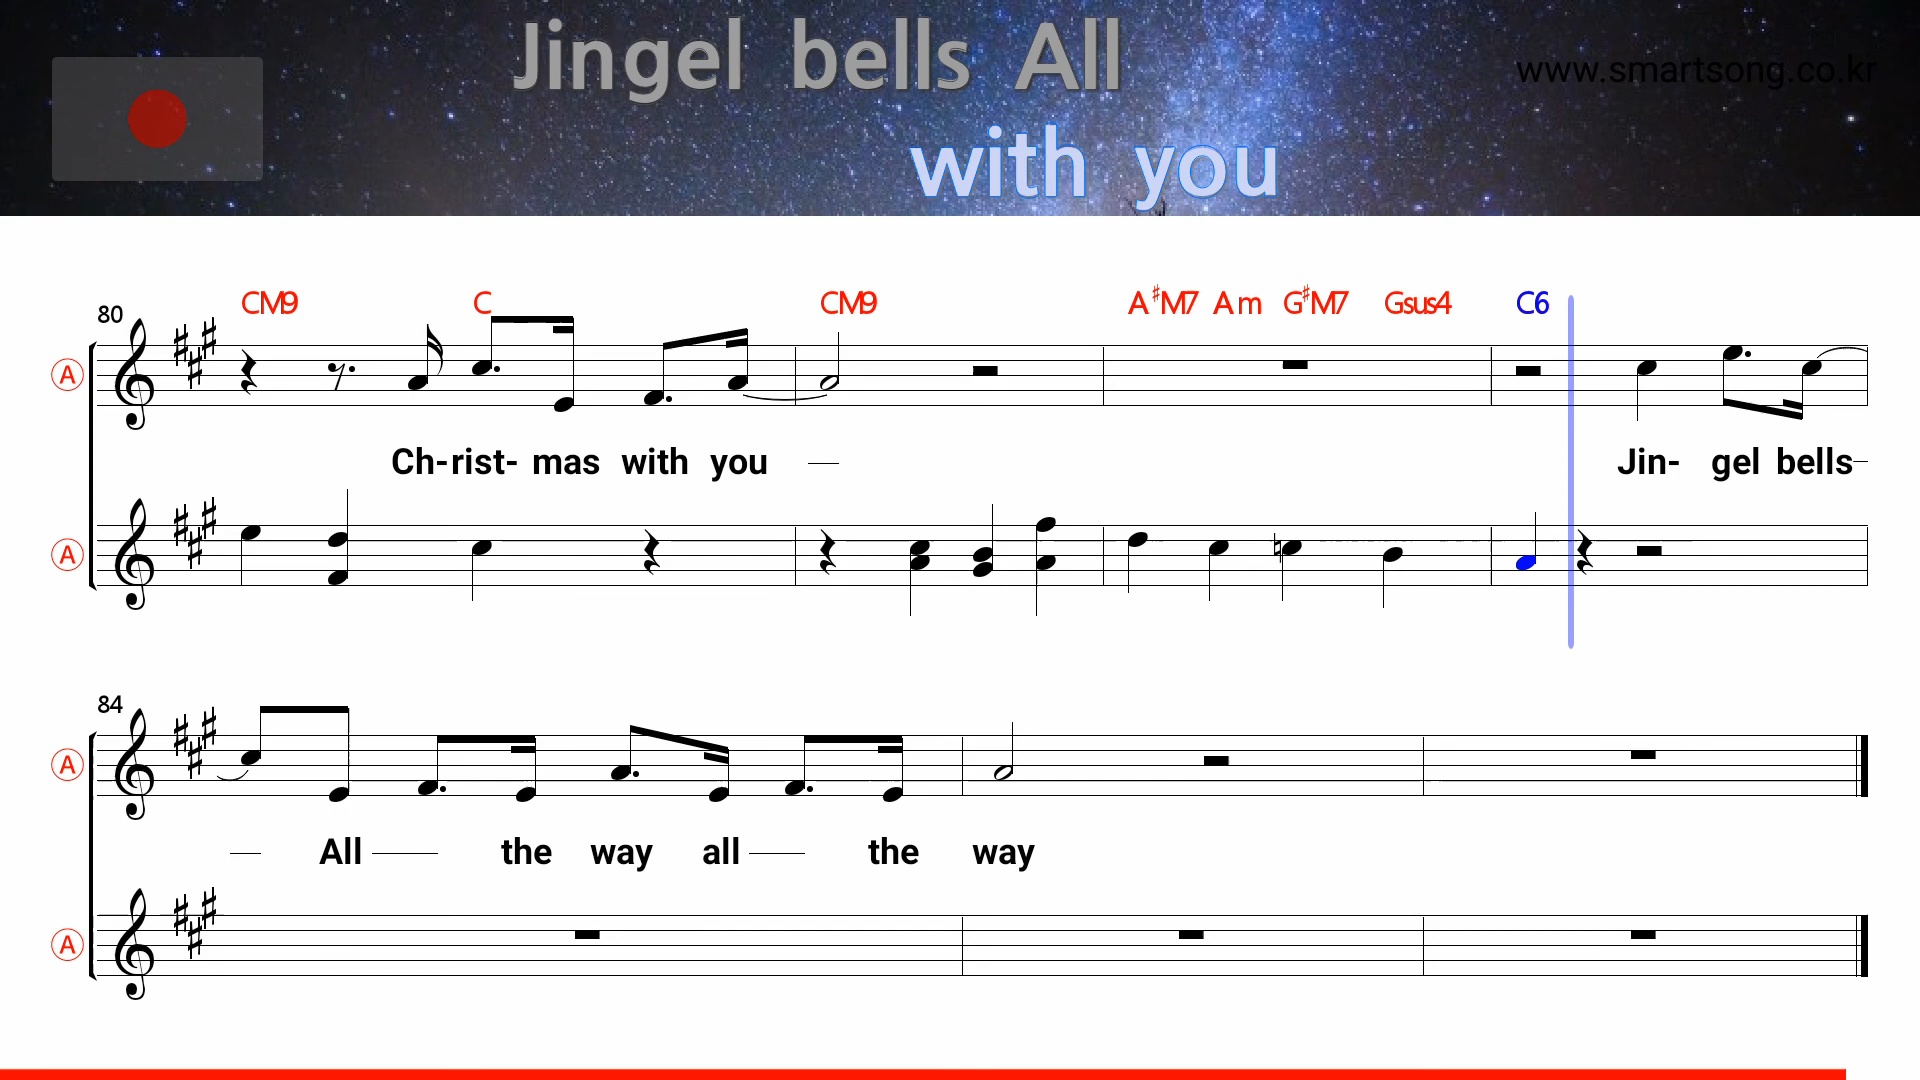 Jingel bells All
www.smartsong.co.kr
with you
CM9 C CM9 A♯M7 Am G♯M7 Gsus4 C6
80
A
Ch-rist- mas with you Jin- gel bells
A
84
A
All the way all the way
A